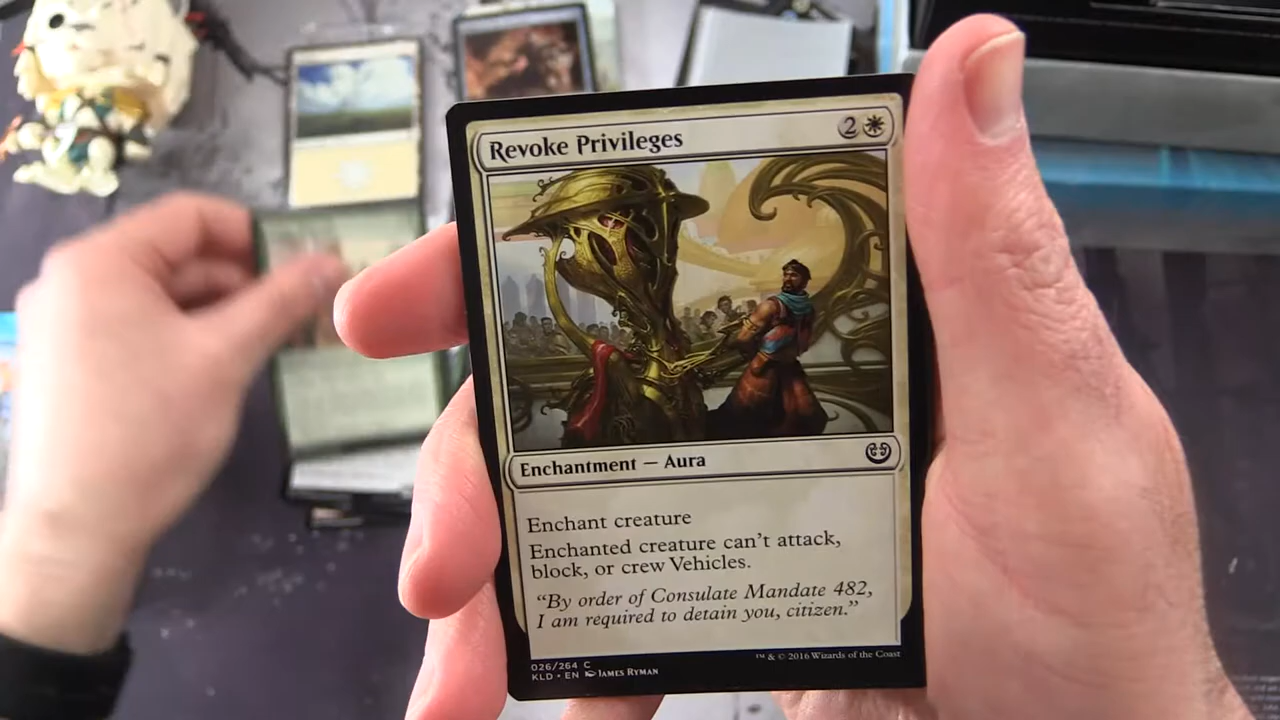 Revoke Privileges 2
Enchantment — Aura
Enchant creature
Enchanted creature can't attack,
block, or crew Vehicles.
"By order of Consulate Mandate 482,
I am required to detain you, citizen."
026/264 C
KLD • EN JAMES RYMAN
™ & © 2016 Wizards of the Coast